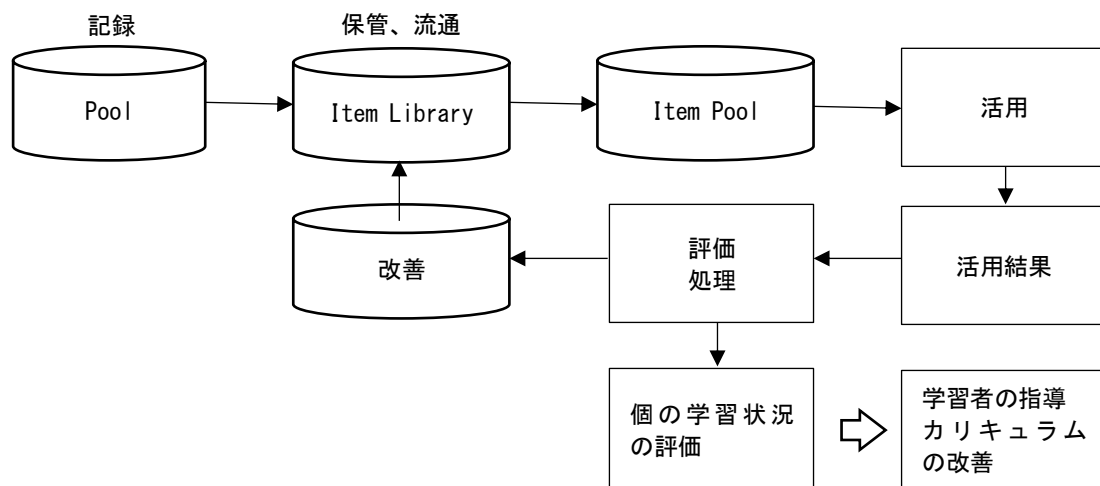 記録
保管、流通
Pool
Item Library
Item Pool
活用
改善
評価
処理
活用結果
個の学習状況
の評価
学習者の指導
カリキュラム
の改善